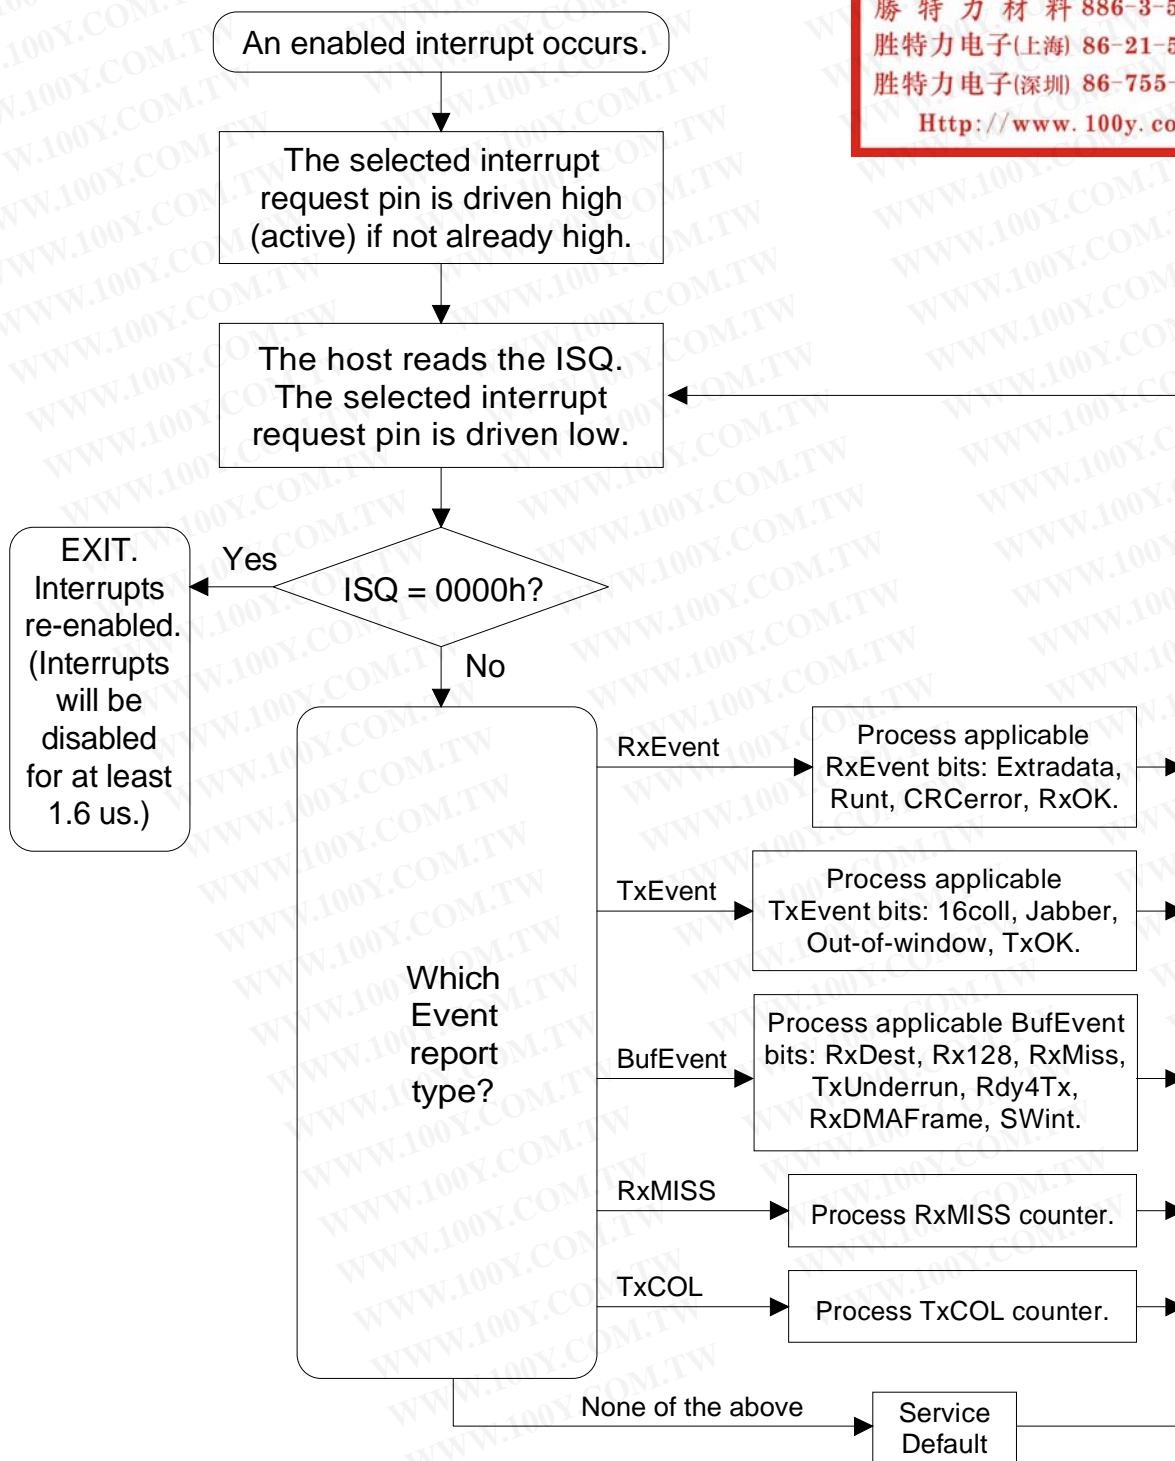 勝 特 力 材 料 886-3-5
胜特力电子(上海) 86-21-5
胜特力电子(深圳) 86-755-
Http://www.100y.co
An enabled interrupt occurs.
The selected interrupt
request pin is driven high
(active) if not already high.
The host reads the ISQ.
The selected interrupt
request pin is driven low.
ISQ = 0000h?
Yes
No
EXIT.
Interrupts
re-enabled.
(Interrupts
will be
disabled
for at least
1.6 us.)
Which
Event
report
type?
RxEvent
Process applicable
RxEvent bits: Extradata,
Runt, CRCerror, RxOK.
TxEvent
Process applicable
TxEvent bits: 16coll, Jabber,
Out-of-window, TxOK.
BufEvent
Process applicable BufEvent
bits: RxDest, Rx128, RxMiss,
TxUnderrun, Rdy4Tx,
RxDMAFrame, SWint.
RxMISS
Process RxMISS counter.
TxCOL
Process TxCOL counter.
None of the above
Service
Default
WWW.100Y.COM.TW